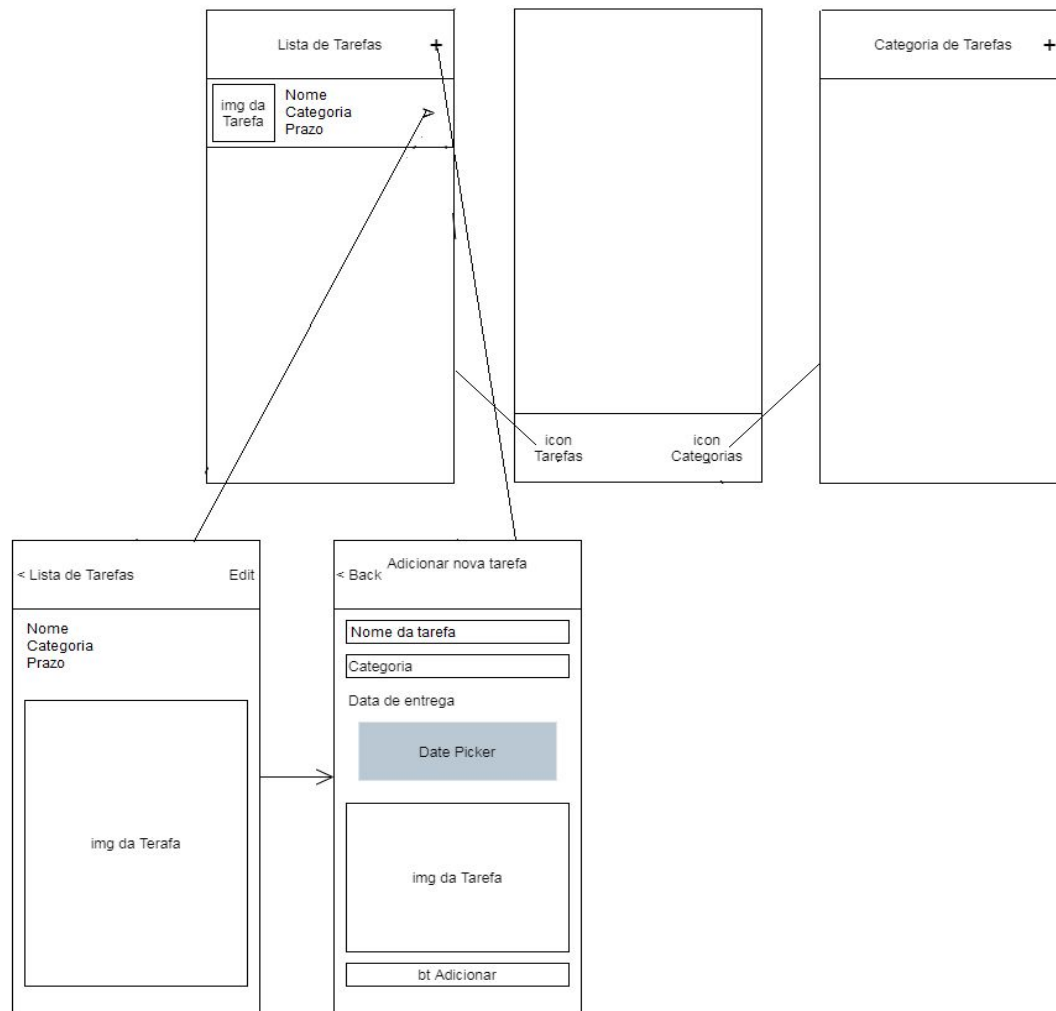 Lista de Tarefas +
img da
Tarefa
Nome
Categoria
Prazo
>
icon
Tarefas
icon
Categorias
Categoria de Tarefas +
< Lista de Tarefas Edit
Nome
Categoria
Prazo
img da Terafa
Adicionar nova tarefa
< Back
Nome da tarefa
Categoria
Data de entrega
Date Picker
img da Tarefa
bt Adicionar